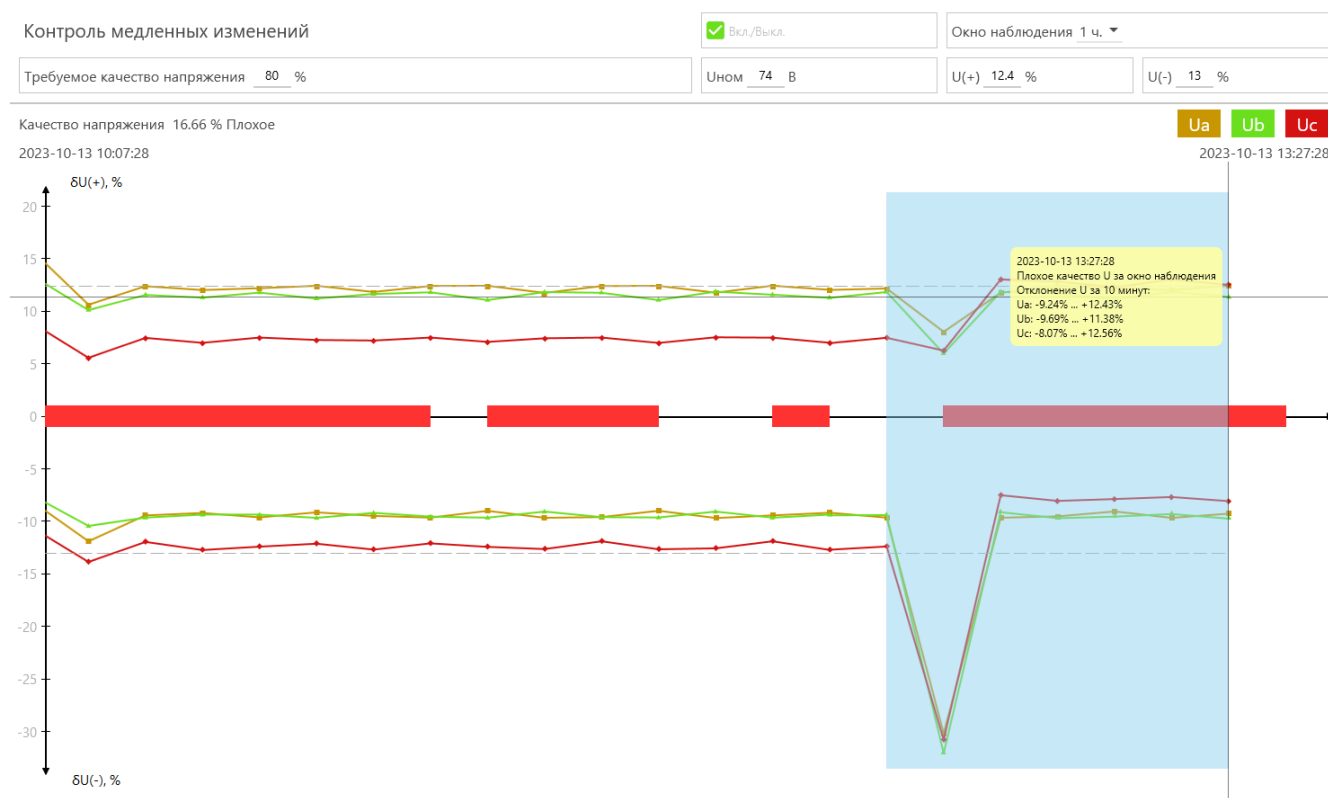 Контроль медленных изменений
Вкл./Выкл.
Окно наблюдения 1 ч.
Требуемое качество напряжения 80 %
Uном 74 В
U(+) 12.4 %
U(-) 13 %
Качество напряжения 16.66 % Плохое
Ua Ub Uc
2023-10-13 10:07:28
2023-10-13 13:27:28
δU(+), %
20
15
10
5
0
-5
-10
-15
-20
-25
-30
2023-10-13 13:27:28
Плохое качество U за окно наблюдения
Отклонение U за 10 минут:
Ua: -9.24% ... +12.43%
Ub: -9.69% ... +11.38%
Uc: -8.07% ... +12.56%
δU(-), %